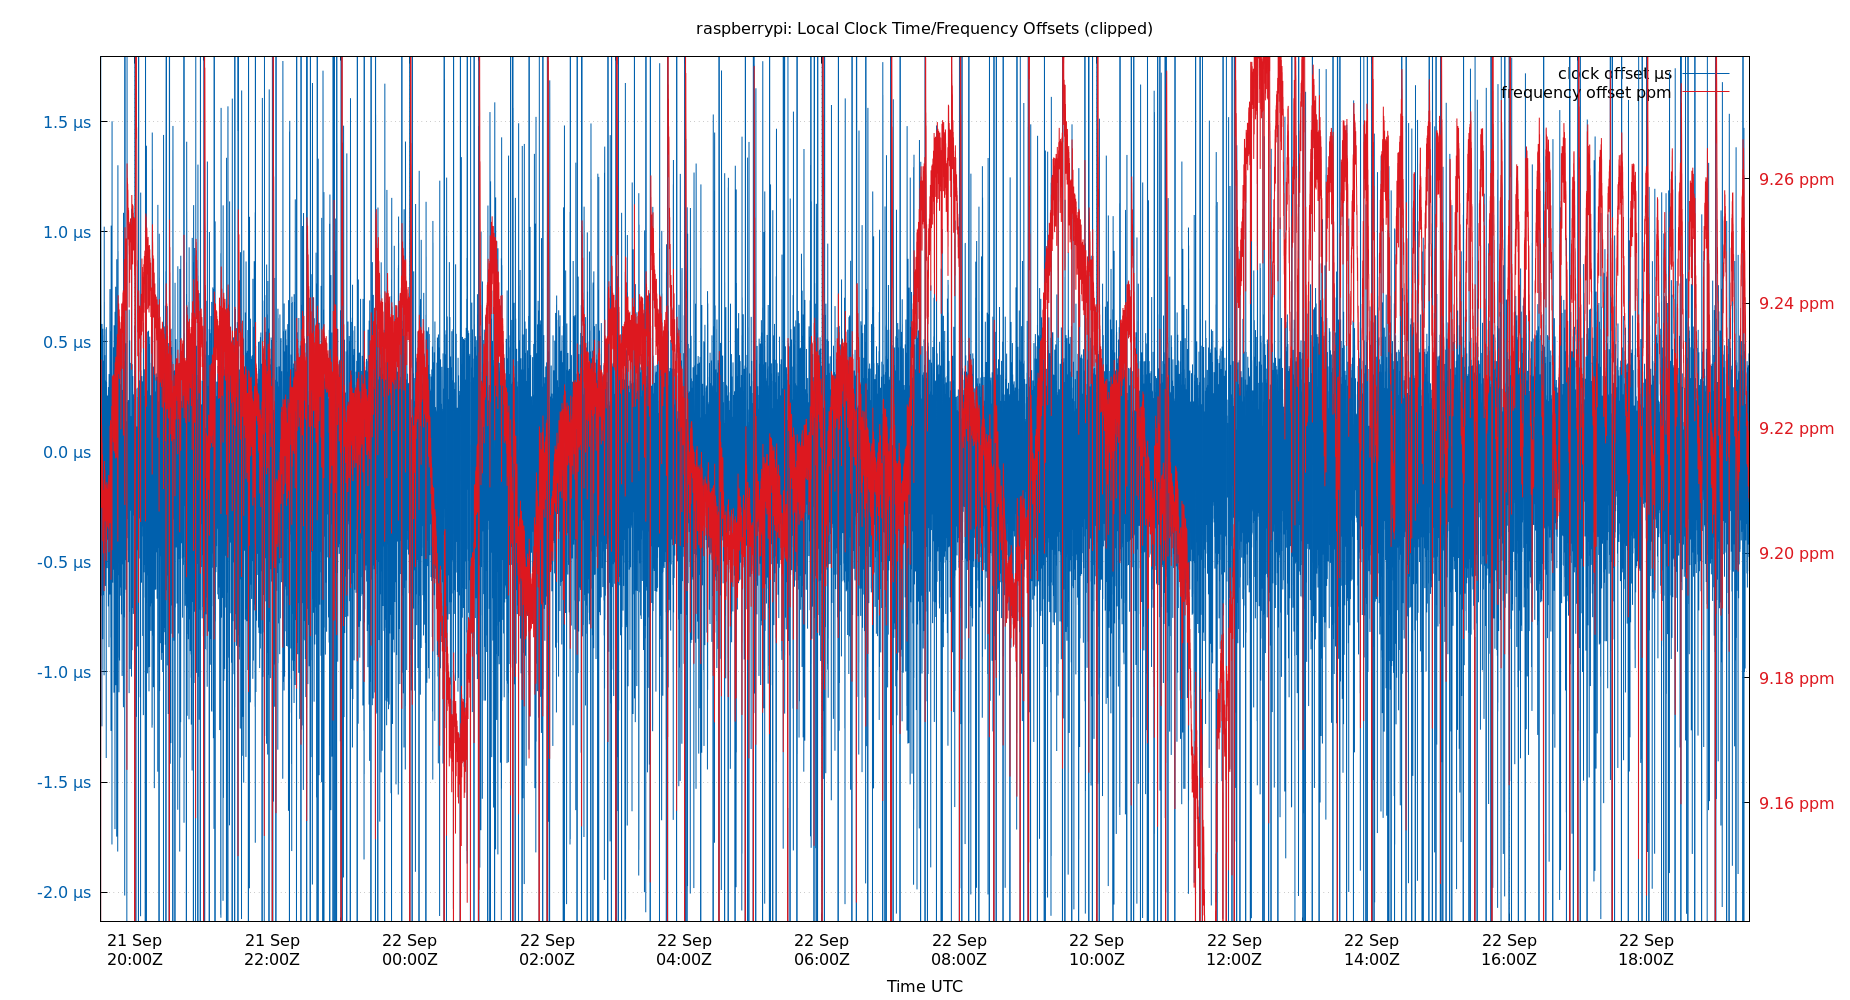 raspberrypi: Local Clock Time/Frequency Offsets (clipped)
clock offset µs
frequency offset ppm
1.5 µs
1.0 µs
0.5 µs
0.0 µs
-0.5 µs
-1.0 µs
-1.5 µs
-2.0 µs
9.26 ppm
9.24 ppm
9.22 ppm
9.20 ppm
9.18 ppm
9.16 ppm
21 Sep 21 Sep 22 Sep 22 Sep 22 Sep 22 Sep 22 Sep 22 Sep 22 Sep 22 Sep 22 Sep 22 Sep
20:00Z 22:00Z 00:00Z 02:00Z 04:00Z 06:00Z 08:00Z 10:00Z 12:00Z 14:00Z 16:00Z 18:00Z
Time UTC